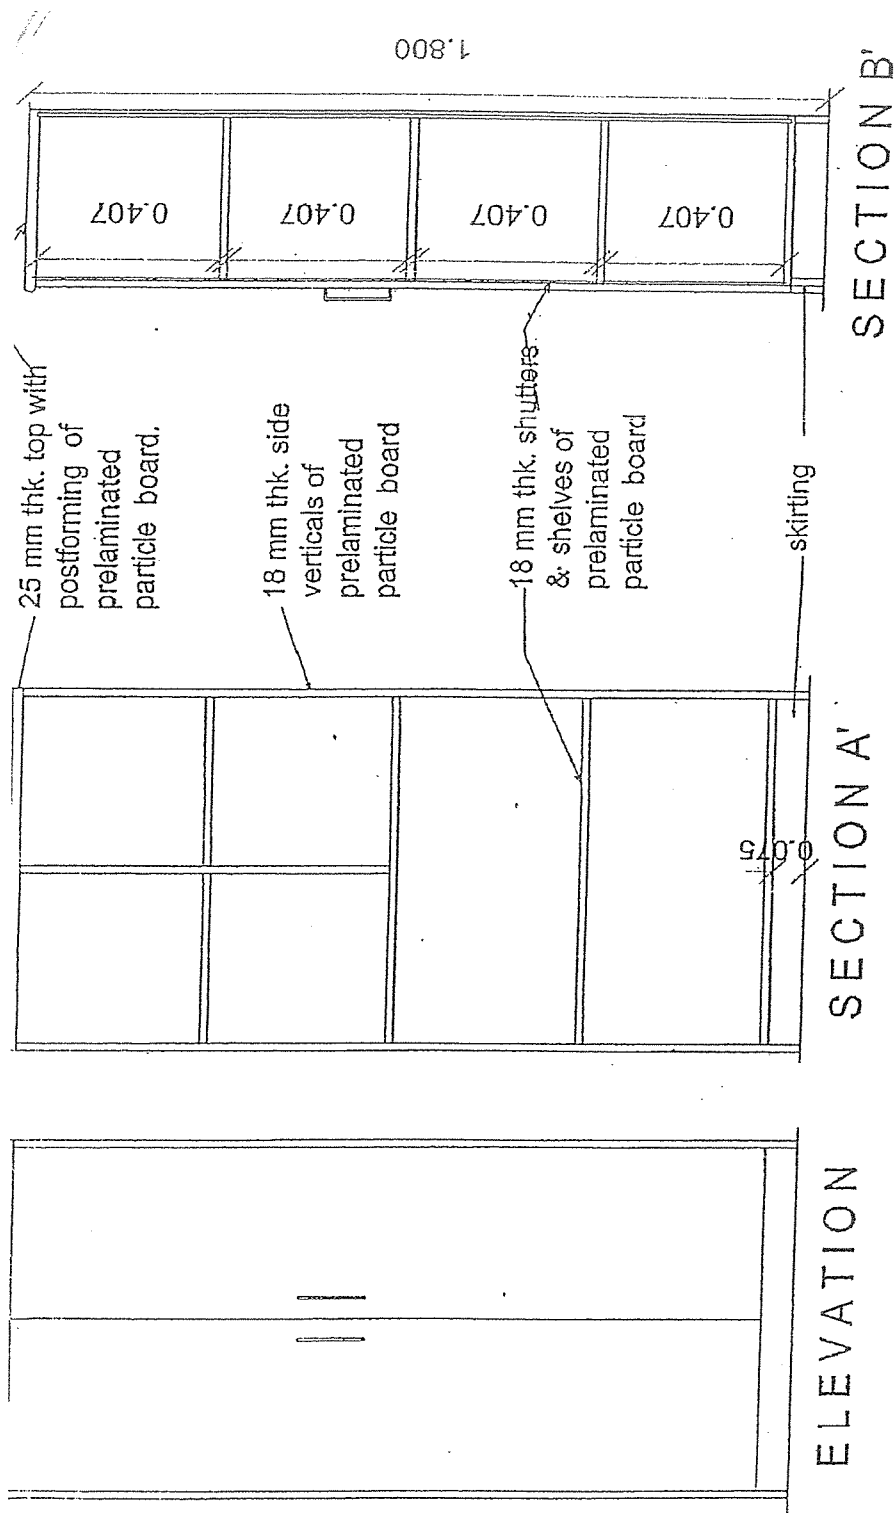 1.800
0.407
0.407
0.407
0.407
SECTION B'
25 mm thk. top with
postforming of
prelaminated
particle board.
18 mm thk. side
verticals of
prelaminated
particle board
18 mm thk. shutters
& shelves of
prelaminated
particle board
skirting
0.075
SECTION A'
ELEVATION